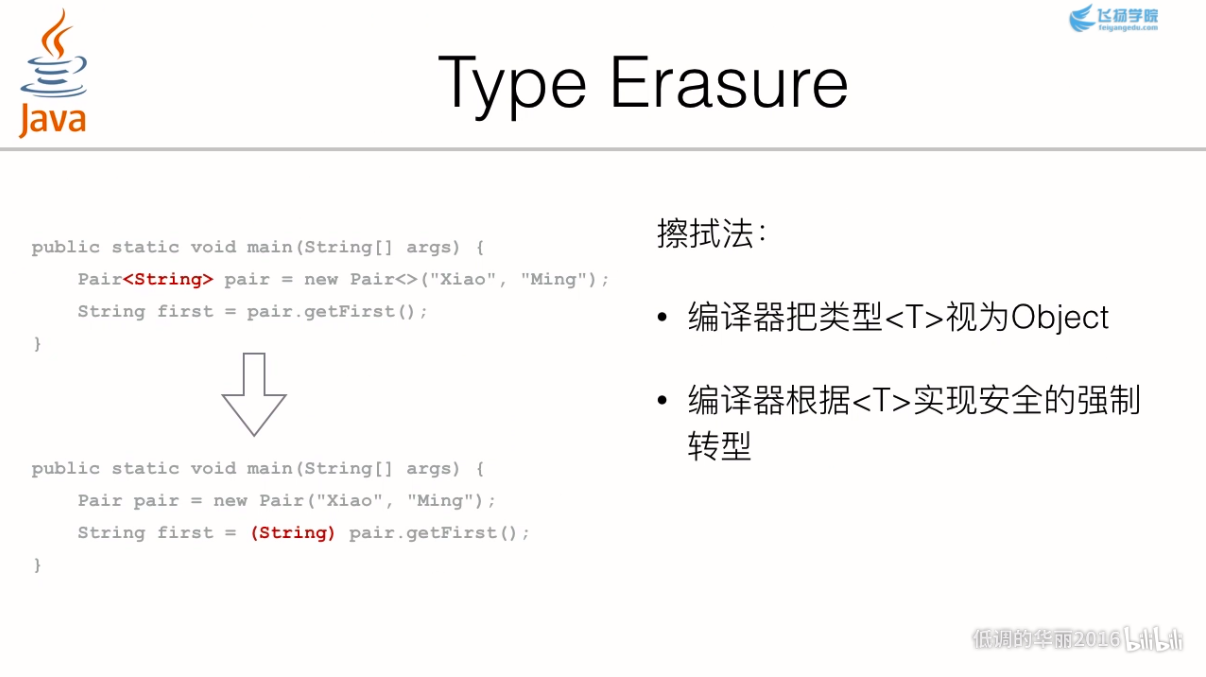 Java
飞扬学院
feiyangedu.com
Type Erasure
public static void main(String[] args) {
    Pair<String> pair = new Pair<>("Xiao", "Ming");
    String first = pair.getFirst();
}
public static void main(String[] args) {
    Pair pair = new Pair("Xiao", "Ming");
    String first = (String) pair.getFirst();
}
擦拭法：
• 编译器把类型<T>视为Object
• 编译器根据<T>实现安全的强制
转型
低调的华丽2016 bilibili